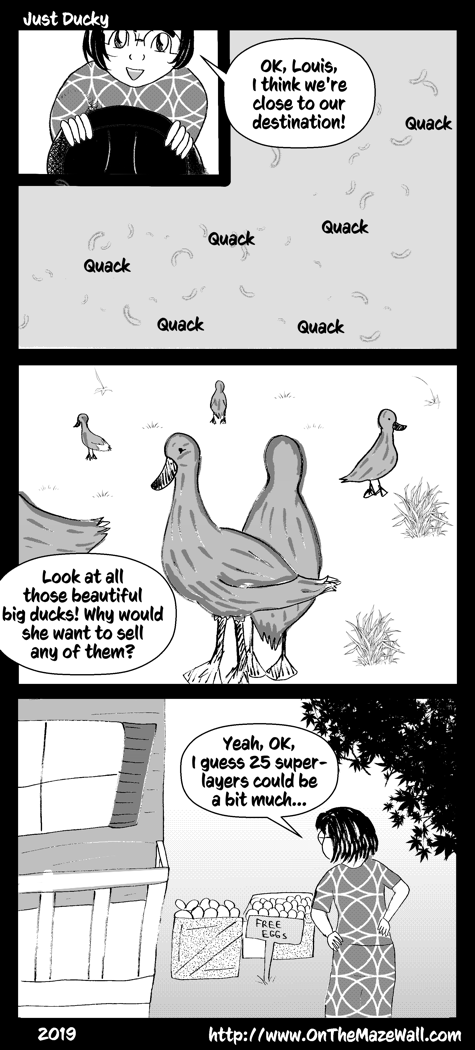 Just Ducky
OK, Louis,
I think we're
close to our
destination!
Quack
Quack
Quack
Quack
Quack
Quack
Look at all
those beautiful
big ducks! Why would
she want to sell
any of them?
Yeah, OK,
I guess 25 super-
layers could be
a bit much...
FREE
EGGS
2019
http://www.OnTheMazeWall.com